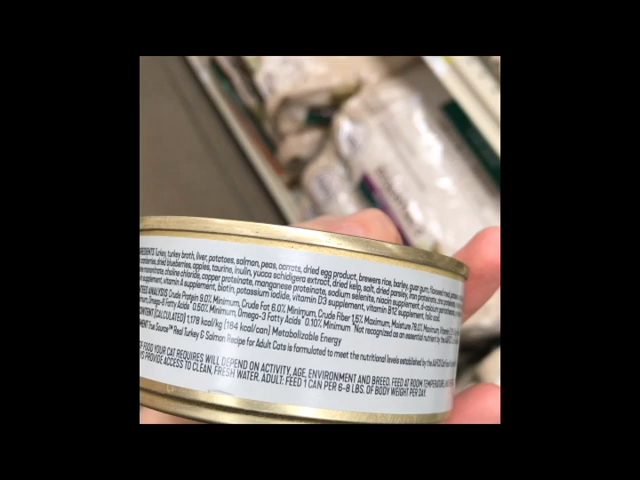 Turkey, turkey broth, liver, potatoes, salmon, peas, carrots, dried egg product, brewers rice, barley, guar gum,
dried blueberries, apples, taurine, inulin, yucca schidigera extract, dried kelp, salt, dried parsley, iron proteinate, zinc
choline chloride, copper proteinate, manganese proteinate, sodium selenite, niacin supplement, d-calcium
supplement, vitamin A supplement, biotin, potassium iodide, vitamin D3 supplement, vitamin B12 supplement, folic acid.
ANALYSIS: Crude Protein 9.0% Minimum, Crude Fat 6.0% Minimum, Crude Fiber 1.5% Maximum, Moisture 78.0% Maximum,
Minimum, Omega-6 Fatty Acids* 0.50% Minimum, Omega-3 Fatty Acids* 0.10% Minimum *Not recognized as an essential nutrient by the
CONTENT (CALCULATED): 1,178 kcal/kg (184 kcal/can) Metabolizable Energy
True Source™ Real Turkey & Salmon Recipe for Adult Cats is formulated to meet the nutritional levels established by the AAFCO
OF FOOD YOUR CAT REQUIRES WILL DEPEND ON ACTIVITY, AGE, ENVIRONMENT AND BREED. FEED AT ROOM TEMPERATURE.
PROVIDE ACCESS TO CLEAN, FRESH WATER. ADULT: FEED 1 CAN PER 6-8 LBS. OF BODY WEIGHT PER DAY.